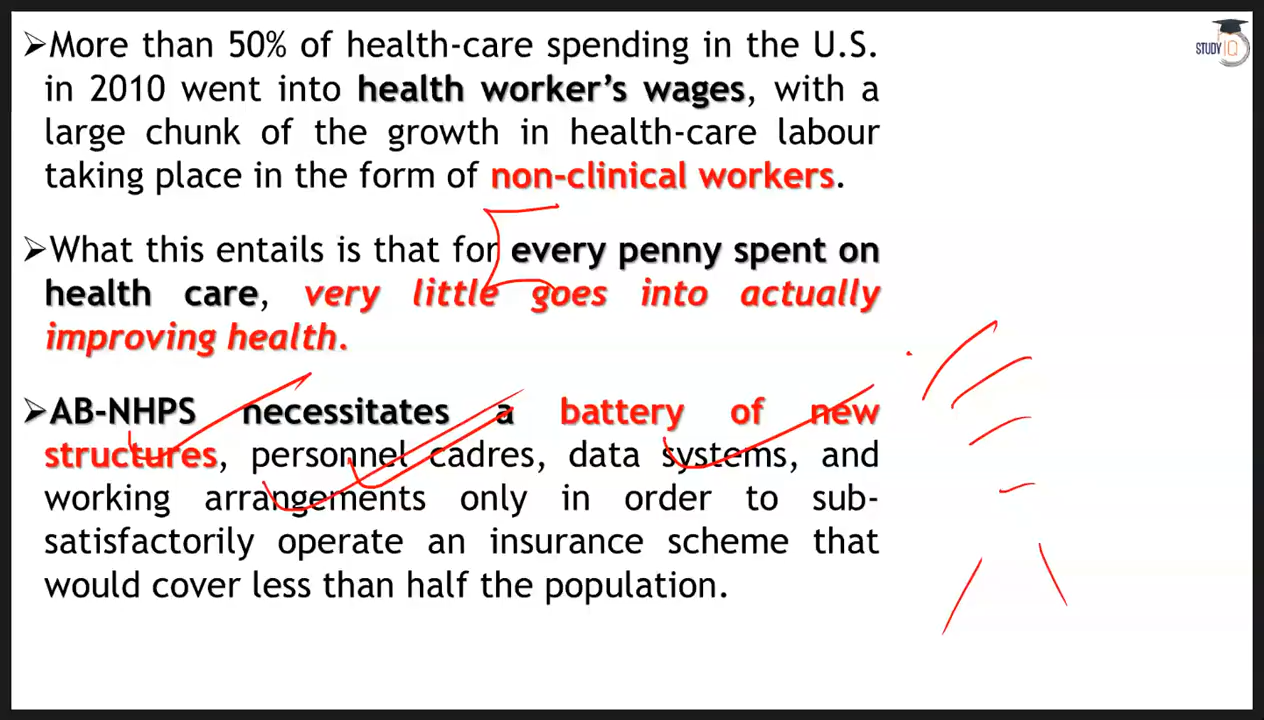 ➢More than 50% of health-care spending in the U.S.
in 2010 went into health worker’s wages, with a
large chunk of the growth in health-care labour
taking place in the form of non-clinical workers.
➢What this entails is that for every penny spent on
health care, very little goes into actually
improving health.
➢AB-NHPS necessitates a battery of new
structures, personnel cadres, data systems, and
working arrangements only in order to sub-
satisfactorily operate an insurance scheme that
would cover less than half the population.
STUDY IQ